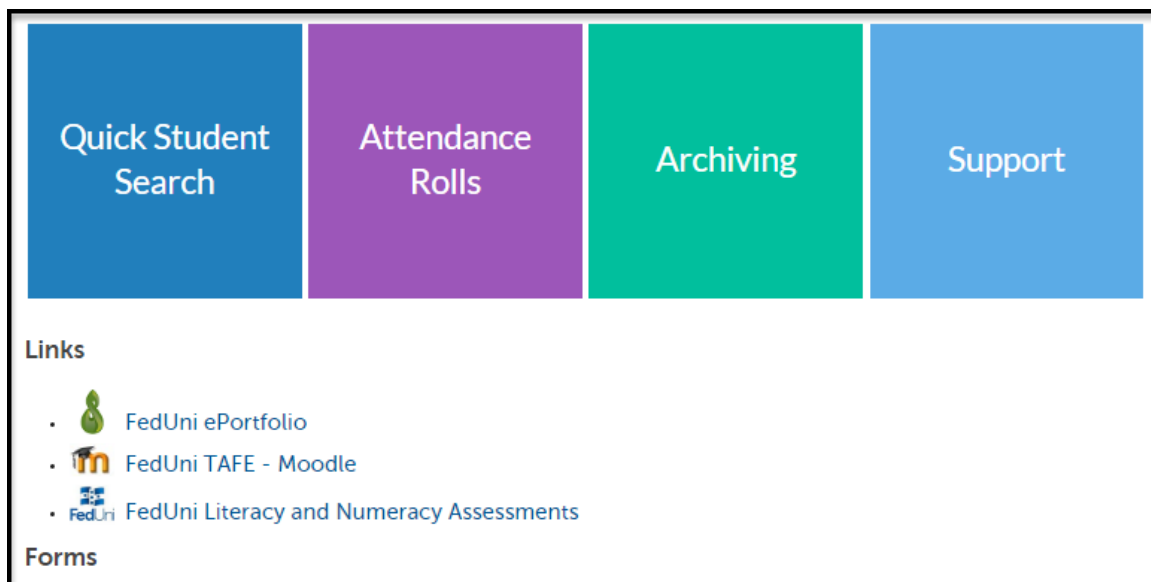 Quick Student
Search
Attendance
Rolls
Archiving
Support
Links
FedUni ePortfolio
FedUni TAFE - Moodle
FedUni FedUni Literacy and Numeracy Assessments
Forms